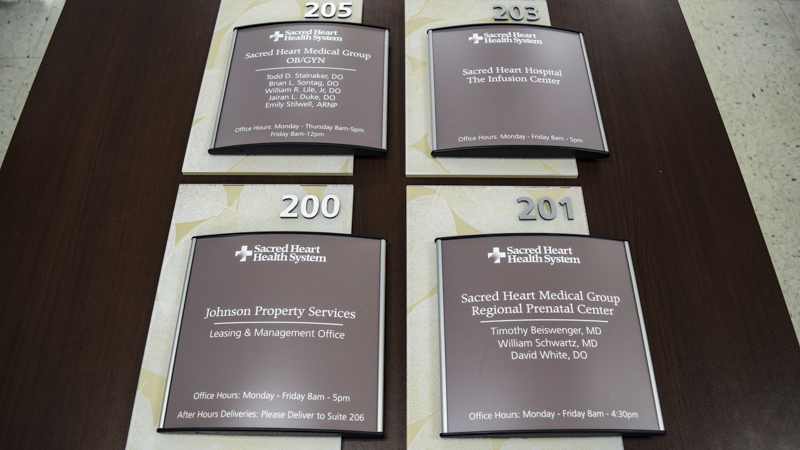 205
Sacred Heart
Health System
Sacred Heart Medical Group
OB/GYN
Todd D. Stalnaker, DO
Brian L. Sontag, DO
William R. Lile, Jr, DO
Jairan L. Duke, DO
Emily Stilwell, ARNP
Office Hours: Monday - Thursday 8am-5pm
Friday 8am-12pm
203
Sacred Heart
Health System
Sacred Heart Hospital
The Infusion Center
Office Hours: Monday - Friday 8am - 5pm
200
Sacred Heart
Health System
Johnson Property Services
Leasing & Management Office
Office Hours: Monday - Friday 8am - 5pm
After Hours Deliveries: Please Deliver to Suite 206
201
Sacred Heart
Health System
Sacred Heart Medical Group
Regional Prenatal Center
Timothy Beiswenger, MD
William Schwartz, MD
David White, DO
Office Hours: Monday - Friday 8am - 4:30pm